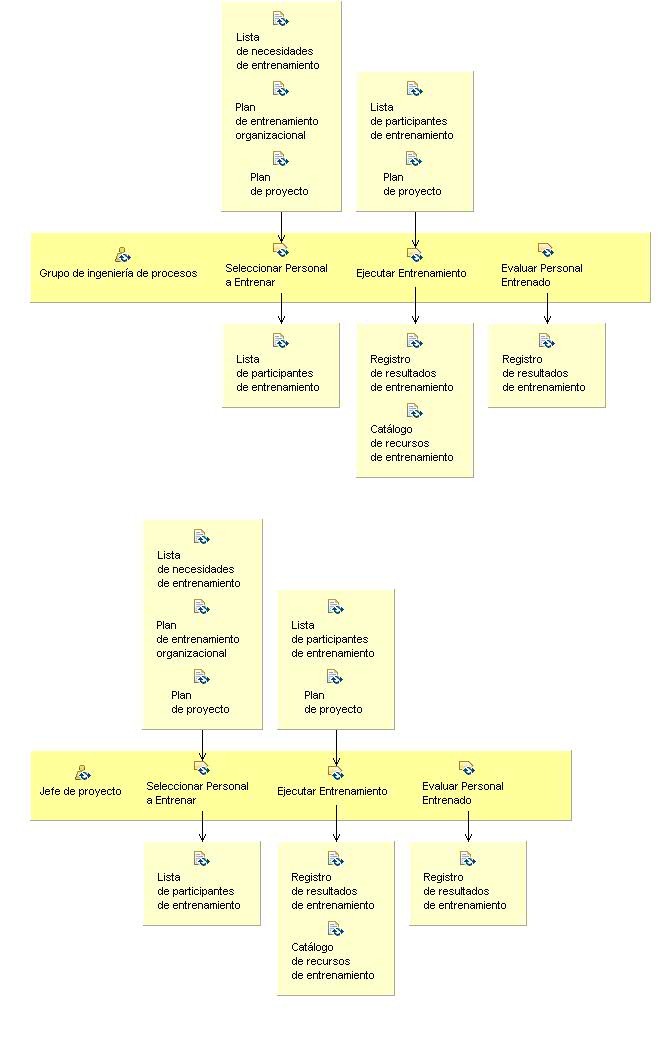 Lista
de necesidades
de entrenamiento
Plan
de entrenamiento
organizacional
Plan
de proyecto
Lista
de participantes
de entrenamiento
Plan
de proyecto
Grupo de ingeniería de procesos
Seleccionar Personal
a Entrenar
Ejecutar Entrenamiento
Evaluar Personal
Entrenado
Lista
de participantes
de entrenamiento
Registro
de resultados
de entrenamiento
Catálogo
de recursos
de entrenamiento
Registro
de resultados
de entrenamiento
Lista
de necesidades
de entrenamiento
Plan
de entrenamiento
organizacional
Plan
de proyecto
Lista
de participantes
de entrenamiento
Plan
de proyecto
Jefe de proyecto
Seleccionar Personal
a Entrenar
Ejecutar Entrenamiento
Evaluar Personal
Entrenado
Lista
de participantes
de entrenamiento
Registro
de resultados
de entrenamiento
Catálogo
de recursos
de entrenamiento
Registro
de resultados
de entrenamiento